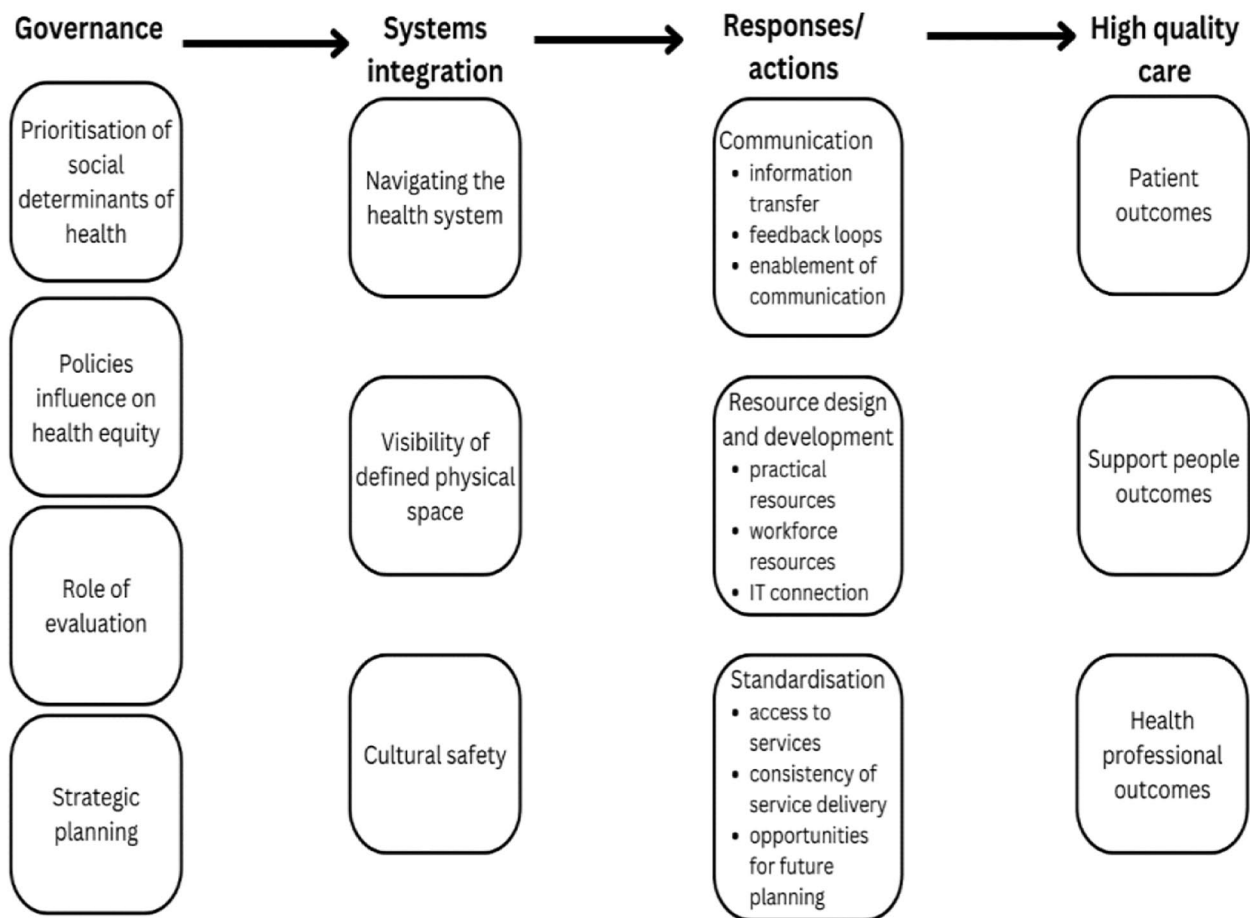 Governance
Systems
integration
Responses/
actions
High quality
care
Prioritisation of
social
determinants of
health
Policies
influence on
health equity
Role of
evaluation
Strategic
planning
Navigating the
health system
Visibility of
defined physical
space
Cultural safety
Communication
• information
transfer
• feedback loops
• enablement of
communication
Resource design
and development
• practical
resources
• workforce
resources
• IT connection
Standardisation
• access to
services
• consistency of
service delivery
• opportunities
for future
planning
Patient
outcomes
Support people
outcomes
Health
professional
outcomes